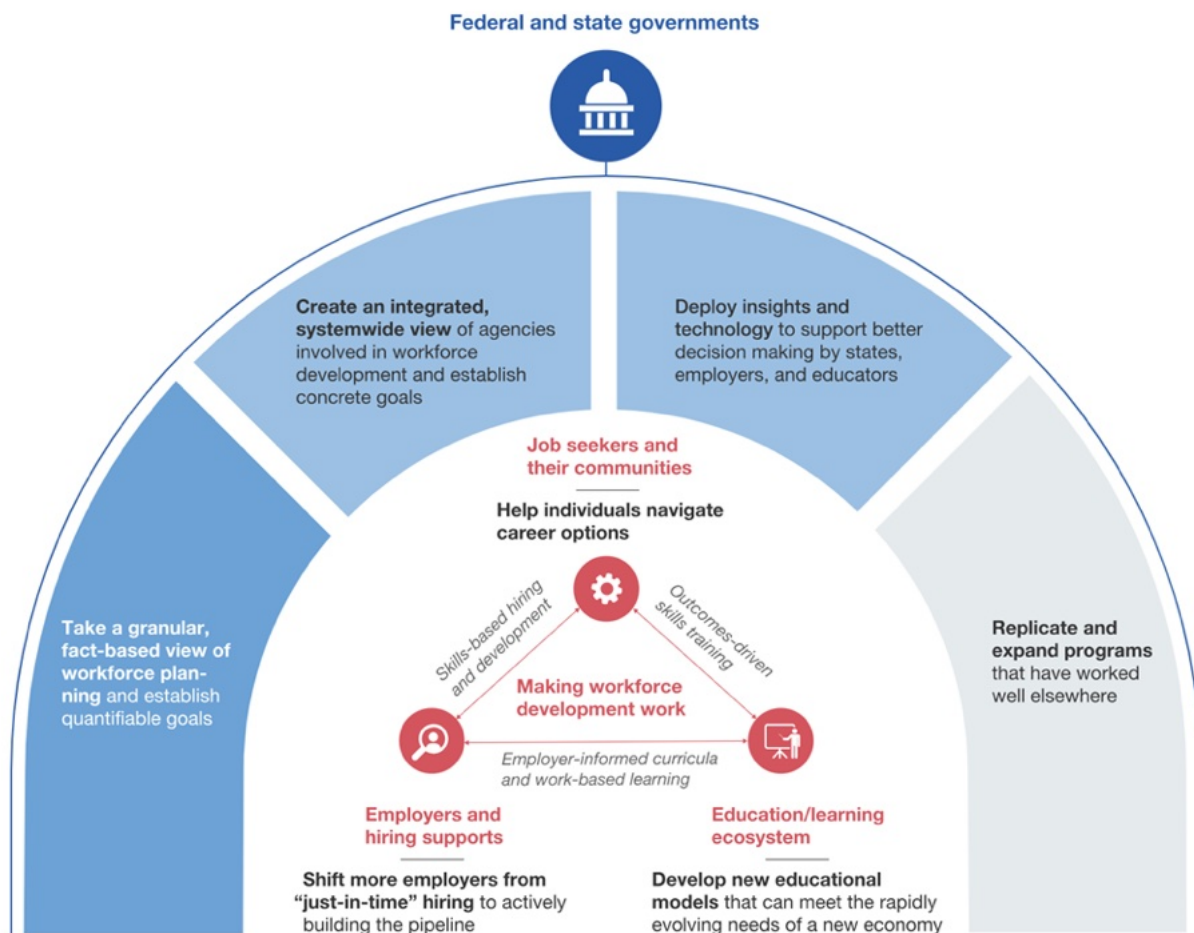 Federal and state governments
Create an integrated,
systemwide view of agencies
involved in workforce
development and establish
concrete goals
Deploy insights and
technology to support better
decision making by states,
employers, and educators
Take a granular,
fact-based view of
workforce plan-
ning and establish
quantifiable goals
Replicate and
expand programs
that have worked
well elsewhere
Job seekers and
their communities
Help individuals navigate
career options
Skills-based hiring
and development
Outcomes-driven
skills training
Making workforce
development work
Employer-informed curricula
and work-based learning
Employers and
hiring supports
Shift more employers from
“just-in-time” hiring to actively
building the pipeline
Education/learning
ecosystem
Develop new educational
models that can meet the rapidly
evolving needs of a new economy